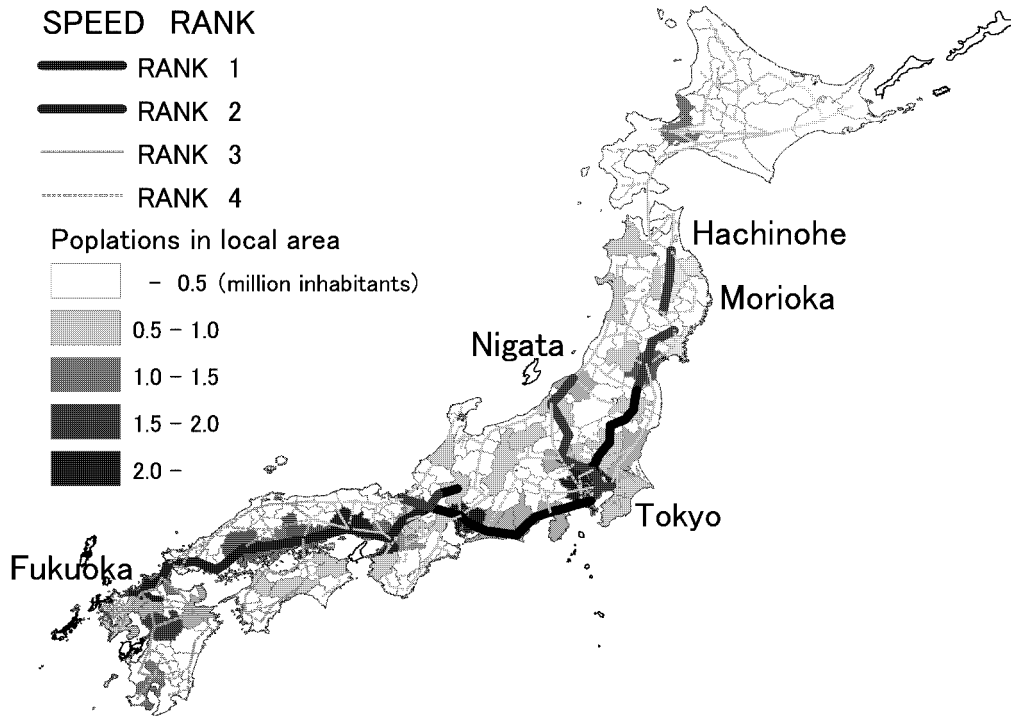 SPEED RANK
RANK 1
RANK 2
RANK 3
RANK 4
Poplations in local area
- 0.5 (million inhabitants)
0.5 - 1.0
1.0 - 1.5
1.5 - 2.0
2.0 -
Hachinohe
Morioka
Nigata
Tokyo
Fukuoka